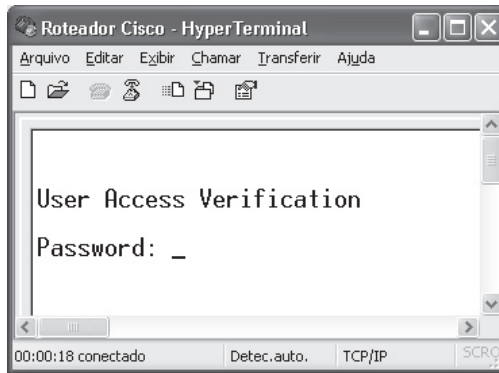 Roteador Cisco - HyperTerminal
Arquivo Editar Exibir Chamar Transferir Ajuda
User Access Verification
Password: _
00:00:18 conectado Detec.auto. TCP/IP SCRO